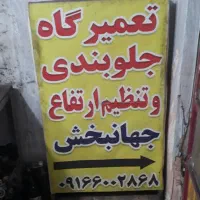 تعمیر گاه
جلوبندی
و تنظیم ارتفاع
جهانبخش
۰۹۱۶۶۰۰۲۸۶۸